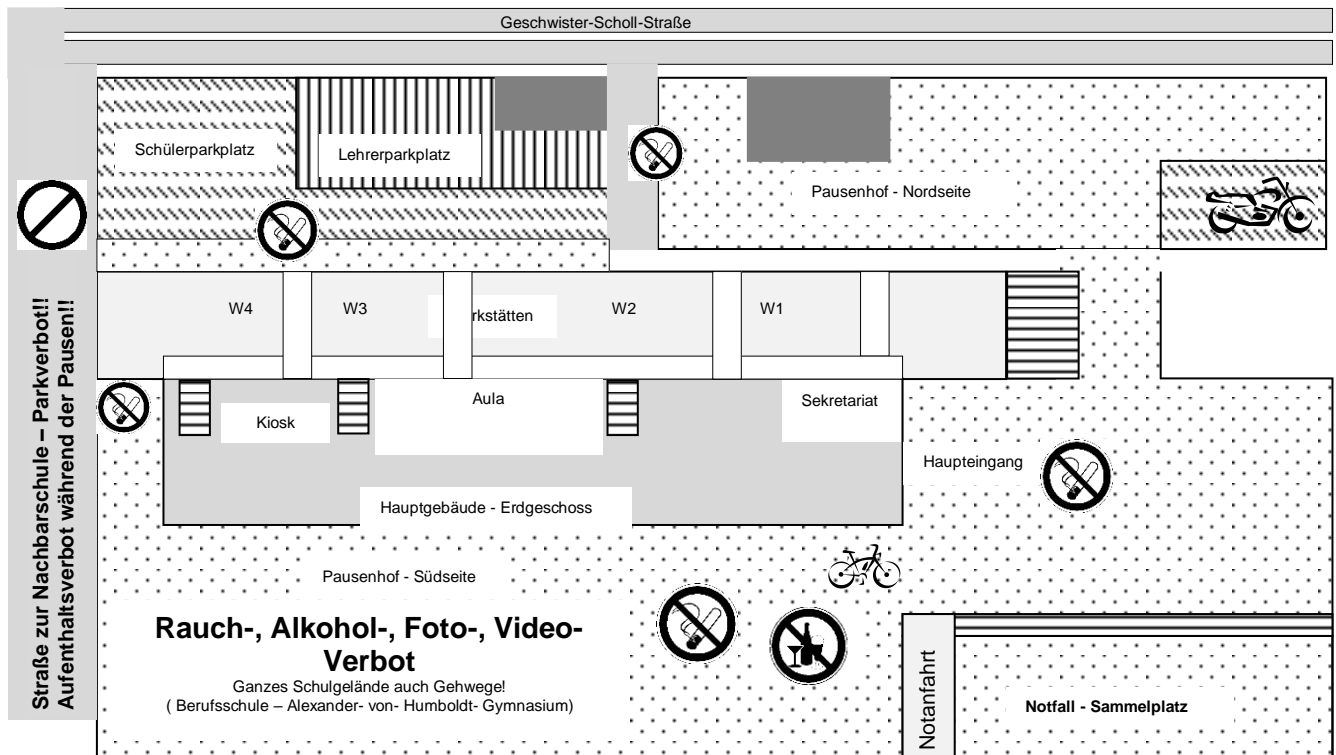 Geschwister-Scholl-Straße
Schülerparkplatz
Lehrerparkplatz
Pausenhof - Nordseite
Straße zur Nachbarschule – Parkverbot!!
Aufenthaltsverbot während der Pausen!!
W4
W3
rkstätten
W2
W1
Kiosk
Aula
Sekretariat
Haupteingang
Hauptgebäude - Erdgeschoss
Pausenhof - Südseite
Rauch-, Alkohol-, Foto-, Video-
Verbot
Ganzes Schulgelände auch Gehwege!
( Berufsschule – Alexander- von- Humboldt- Gymnasium)
Notanfahrt
Notfall - Sammelplatz